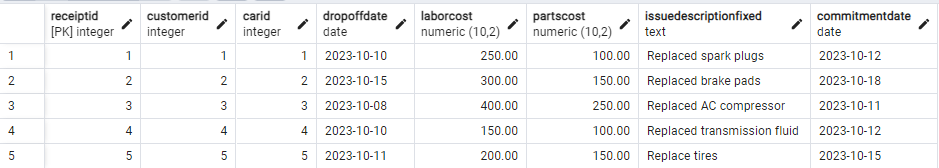 receiptid customerid carid dropoffdate laborcost partscost issuedescriptionfixed commitmentdate
[PK] integer integer integer date numeric (10,2) numeric (10,2) text date
1 1 1 1 2023-10-10 250.00 100.00 Replaced spark plugs 2023-10-12
2 2 2 2 2023-10-15 300.00 150.00 Replaced brake pads 2023-10-18
3 3 3 3 2023-10-08 400.00 250.00 Replaced AC compressor 2023-10-11
4 4 4 4 2023-10-10 150.00 100.00 Replaced transmission fluid 2023-10-12
5 5 5 5 2023-10-11 200.00 150.00 Replace tires 2023-10-15